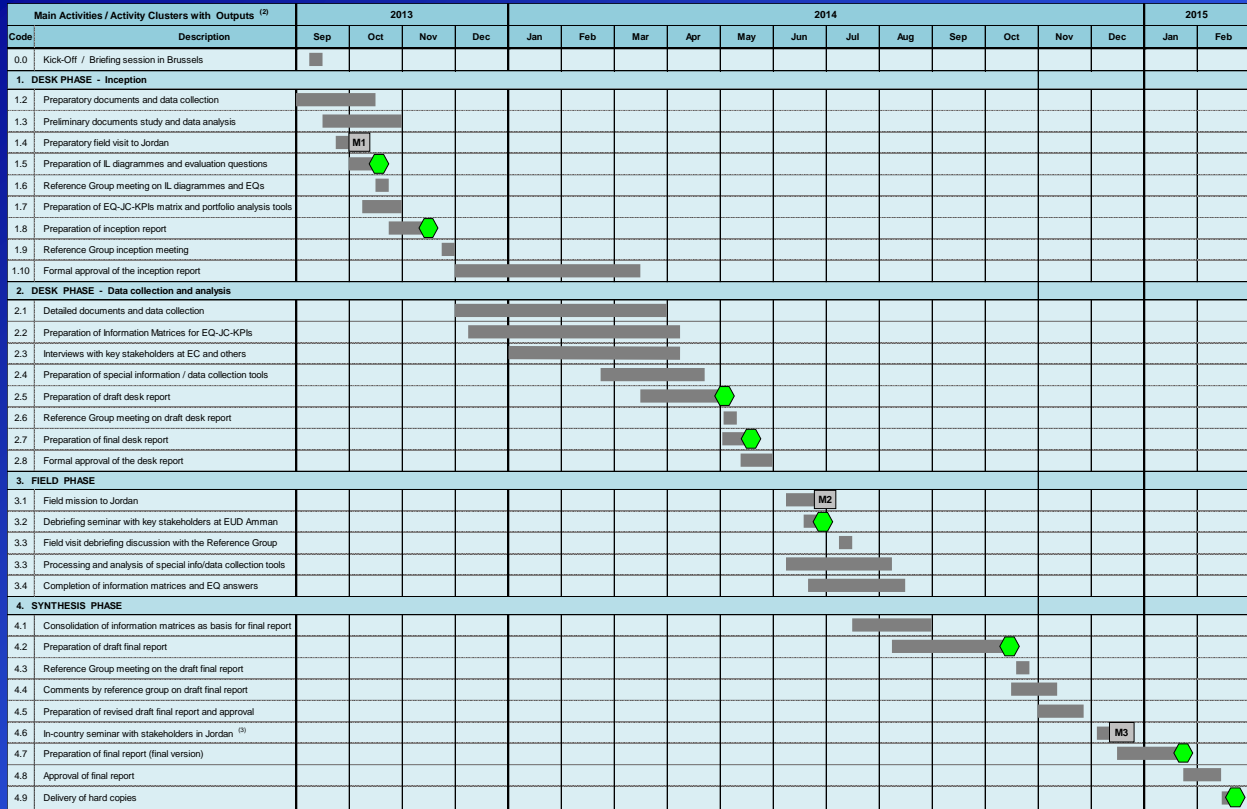 Main Activities / Activity Clusters with Outputs (2) 2013 2014 2015
Code Description Sep Oct Nov Dec Jan Feb Mar Apr May Jun Jul Aug Sep Oct Nov Dec Jan Feb
0.0 Kick-Off / Briefing session in Brussels
1. DESK PHASE - Inception
1.2 Preparatory documents and data collection
1.3 Preliminary documents study and data analysis
1.4 Preparatory field visit to Jordan M1
1.5 Preparation of IL diagrammes and evaluation questions
1.6 Reference Group meeting on IL diagrammes and EQs
1.7 Preparation of EQ-JC-KPIs matrix and portfolio analysis tools
1.8 Preparation of inception report
1.9 Reference Group inception meeting
1.10 Formal approval of the inception report
2. DESK PHASE - Data collection and analysis
2.1 Detailed documents and data collection
2.2 Preparation of Information Matrices for EQ-JC-KPIs
2.3 Interviews with key stakeholders at EC and others
2.4 Preparation of special information / data collection tools
2.5 Preparation of draft desk report
2.6 Reference Group meeting on draft desk report
2.7 Preparation of final desk report
2.8 Formal approval of the desk report
3. FIELD PHASE
3.1 Field mission to Jordan M2
3.2 Debriefing seminar with key stakeholders at EUD Amman
3.3 Field visit debriefing discussion with the Reference Group
3.3 Processing and analysis of special info/data collection tools
3.4 Completion of information matrices and EQ answers
4. SYNTHESIS PHASE
4.1 Consolidation of information matrices as basis for final report
4.2 Preparation of draft final report
4.3 Reference Group meeting on the draft final report
4.4 Comments by reference group on draft final report
4.5 Preparation of revised draft final report and approval
4.6 In-country seminar with stakeholders in Jordan (3) M3
4.7 Preparation of final report (final version)
4.8 Approval of final report
4.9 Delivery of hard copies